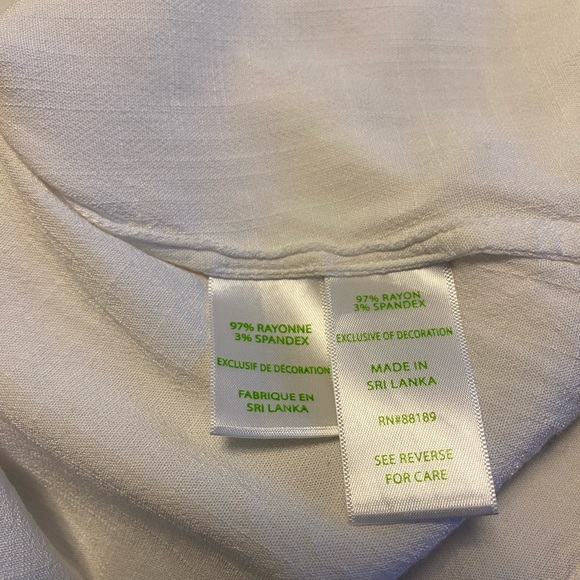 97% RAYONNE
3% SPANDEX
EXCLUSIF DE DÉCORATION
FABRIQUE EN
SRI LANKA
97% RAYON
3% SPANDEX
EXCLUSIVE OF DECORATION
MADE IN
SRI LANKA
RN#88189
SEE REVERSE
FOR CARE